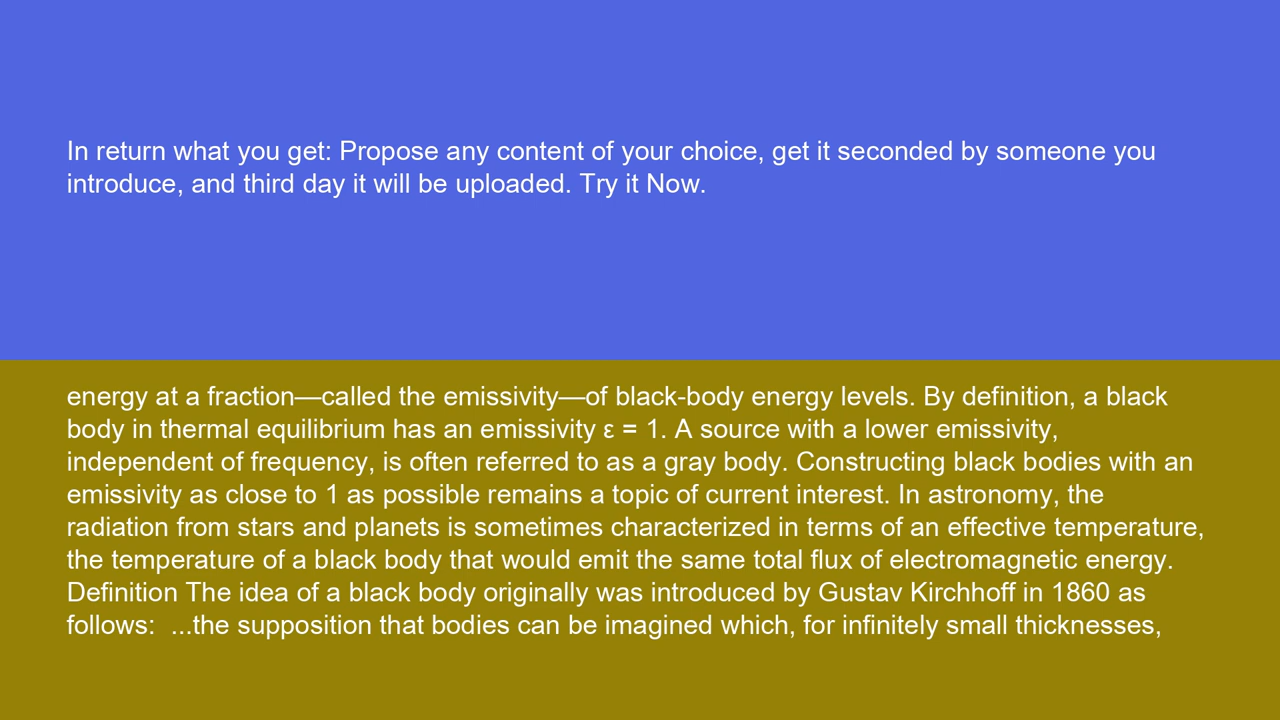 In return what you get: Propose any content of your choice, get it seconded by someone you
introduce, and third day it will be uploaded. Try it Now.
energy at a fraction—called the emissivity—of black-body energy levels. By definition, a black
body in thermal equilibrium has an emissivity ε = 1. A source with a lower emissivity,
independent of frequency, is often referred to as a gray body. Constructing black bodies with an
emissivity as close to 1 as possible remains a topic of current interest. In astronomy, the
radiation from stars and planets is sometimes characterized in terms of an effective temperature,
the temperature of a black body that would emit the same total flux of electromagnetic energy.
Definition The idea of a black body originally was introduced by Gustav Kirchhoff in 1860 as
follows:  ...the supposition that bodies can be imagined which, for infinitely small thicknesses,